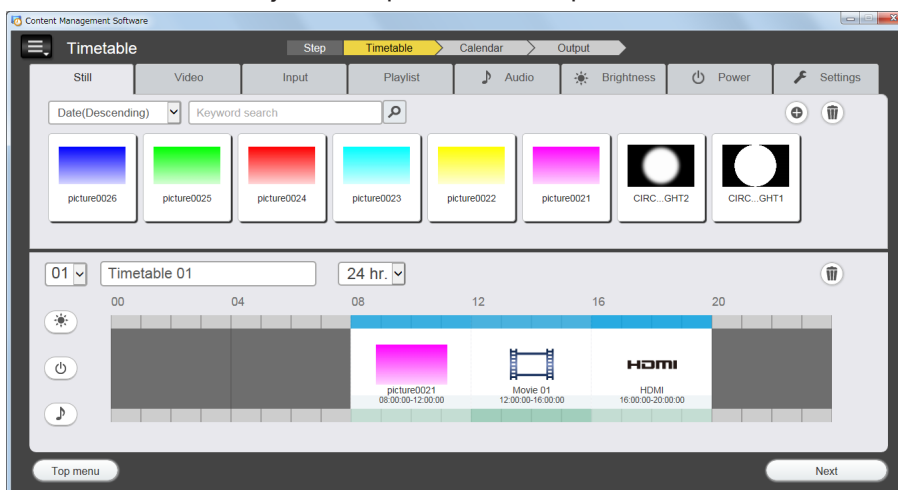 Content Management Software
Timetable
Step Timetable Calendar Output
Still Video Input Playlist Audio Brightness Power Settings
Date(Descending) Keyword search
picture0026 picture0025 picture0024 picture0023 picture0022 picture0021 CIRC...GHT2 CIRC...GHT1
01 Timetable 01 24 hr.
00 04 08 12 16 20
HDMI
picture0021 Movie 01 HDMI
08:00:00-12:00:00 12:00:00-16:00:00 16:00:00-20:00:00
Top menu Next